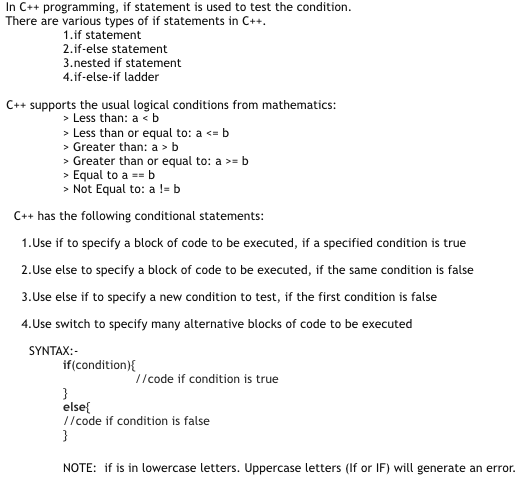 In C++ programming, if statement is used to test the condition.
There are various types of if statements in C++.
1.if statement
2.if-else statement
3.nested if statement
4.if-else-if ladder
C++ supports the usual logical conditions from mathematics:
> Less than: a < b
> Less than or equal to: a <= b
> Greater than: a > b
> Greater than or equal to: a >= b
> Equal to a == b
> Not Equal to: a != b
C++ has the following conditional statements:
1.Use if to specify a block of code to be executed, if a specified condition is true
2.Use else to specify a block of code to be executed, if the same condition is false
3.Use else if to specify a new condition to test, if the first condition is false
4.Use switch to specify many alternative blocks of code to be executed
SYNTAX:-
if(condition){
//code if condition is true
}
else{
//code if condition is false
}
NOTE: if is in lowercase letters. Uppercase letters (If or IF) will generate an error.